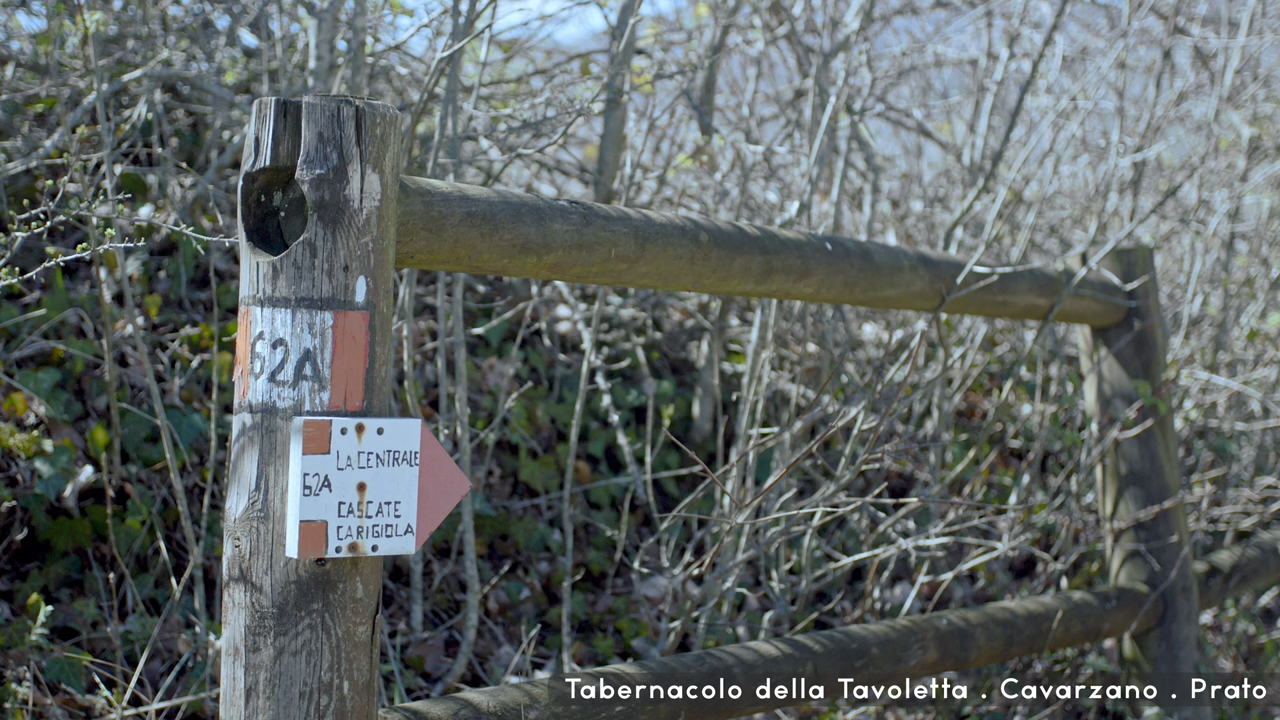 62A
LA CENTRALE
62A
CASCATE
CARIGIOLA
Tabernacolo della Tavoletta . Cavarzano . Prato